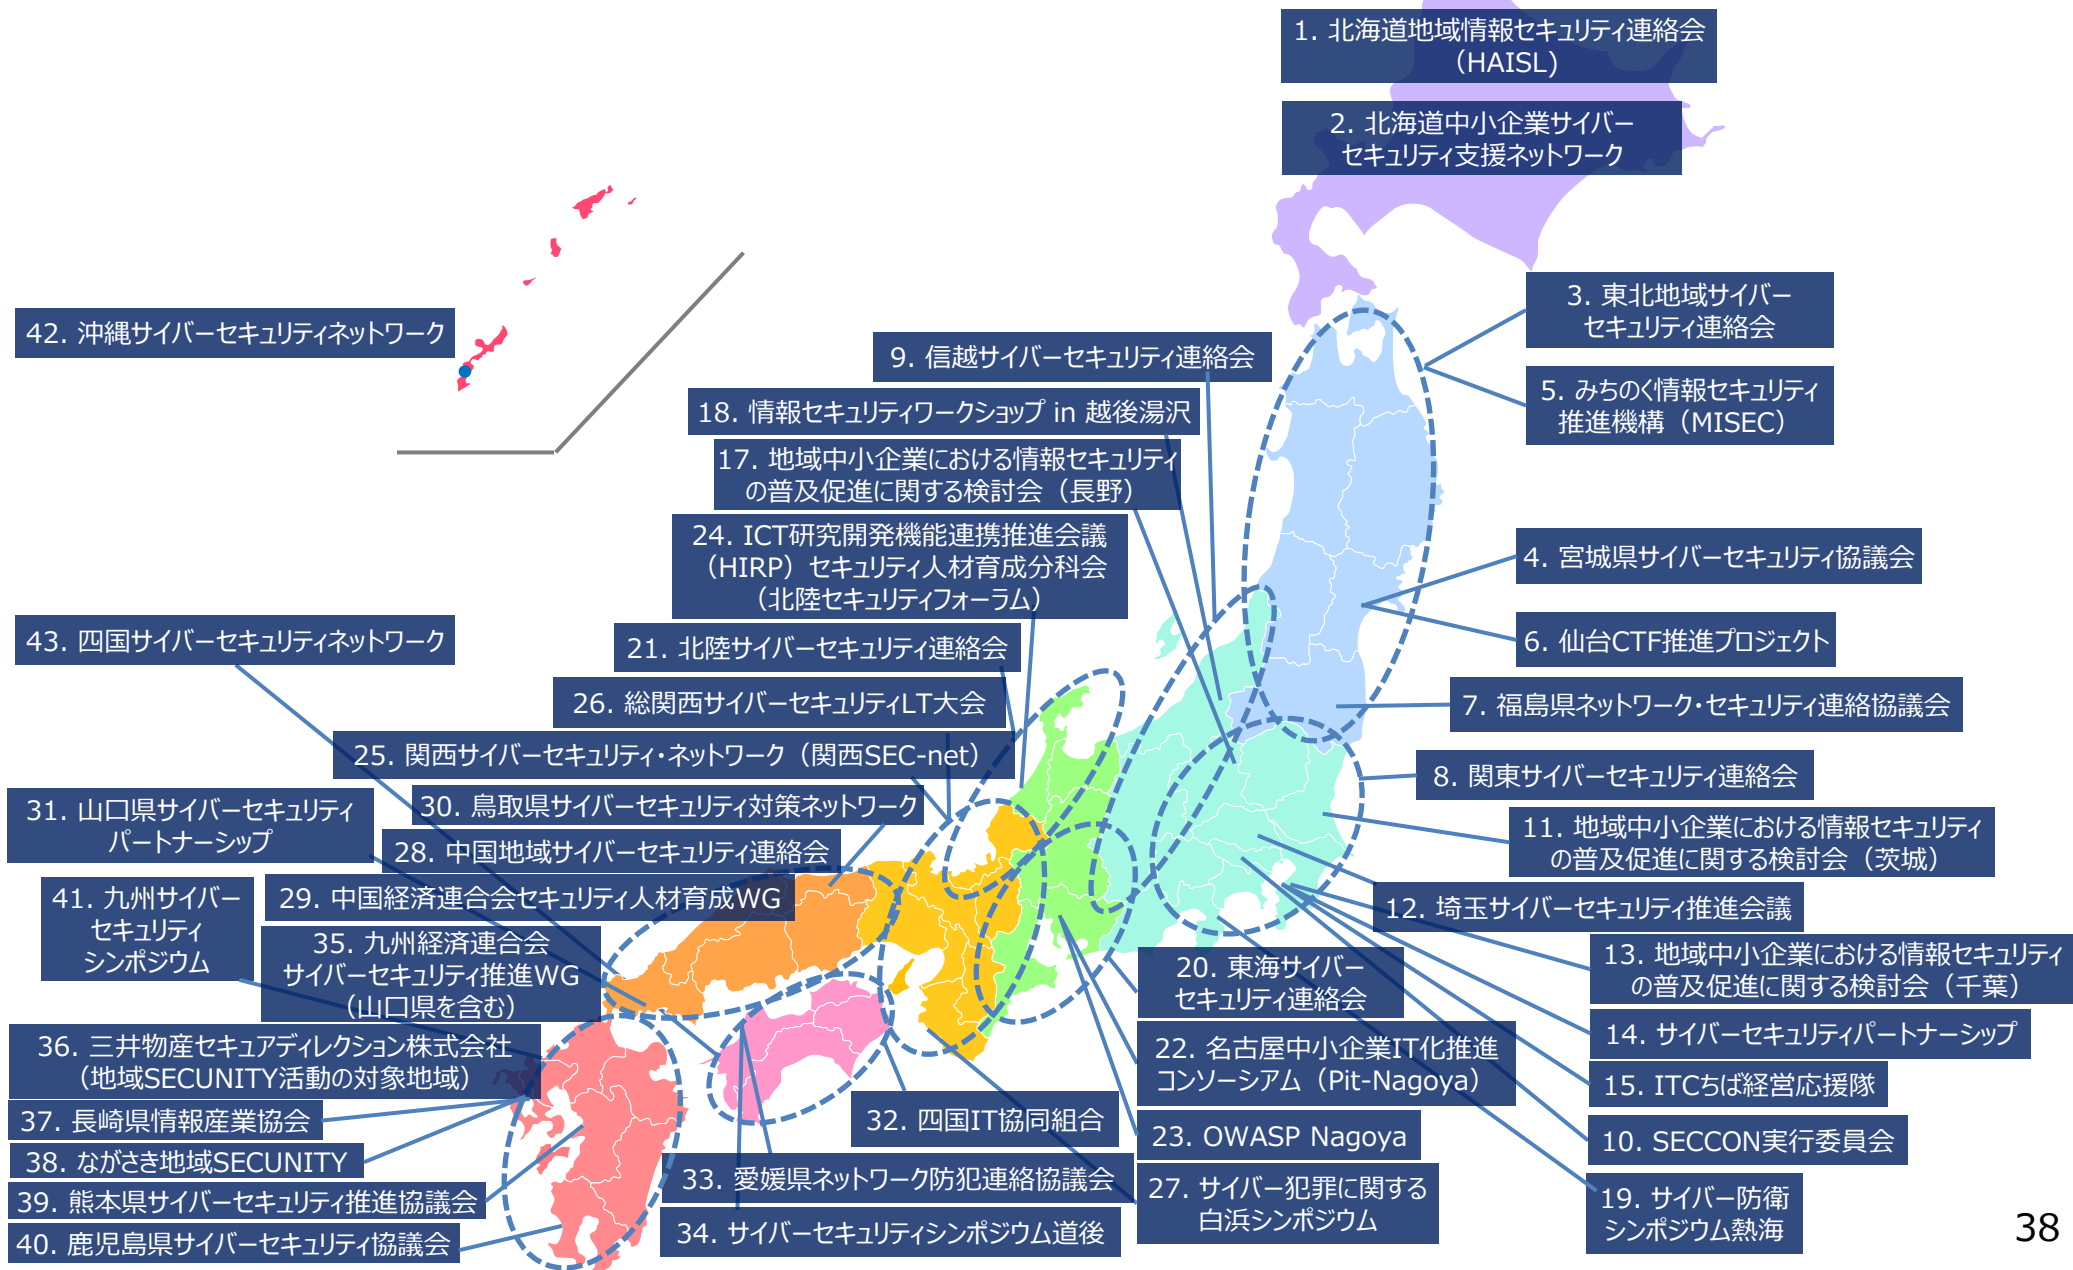 1. 北海道地域情報セキュリティ連絡会
（HAISL）
2. 北海道中小企業サイバー
セキュリティ支援ネットワーク
3. 東北地域サイバー
セキュリティ連絡会
42. 沖縄サイバーセキュリティネットワーク
9. 信越サイバーセキュリティ連絡会
5. みちのく情報セキュリティ
推進機構（MISEC）
18. 情報セキュリティワークショップ in 越後湯沢
17. 地域中小企業における情報セキュリティ
の普及促進に関する検討会（長野）
24. ICT研究開発機能連携推進会議
（HIRP）セキュリティ人材育成分科会
（北陸セキュリティフォーラム）
4. 宮城県サイバーセキュリティ協議会
43. 四国サイバーセキュリティネットワーク
21. 北陸サイバーセキュリティ連絡会
6. 仙台CTF推進プロジェクト
26. 総関西サイバーセキュリティLT大会
7. 福島県ネットワーク・セキュリティ連絡協議会
25. 関西サイバーセキュリティ・ネットワーク（関西SEC-net）
8. 関東サイバーセキュリティ連絡会
31. 山口県サイバーセキュリティ
パートナーシップ
30. 鳥取県サイバーセキュリティ対策ネットワーク
11. 地域中小企業における情報セキュリティ
の普及促進に関する検討会（茨城）
28. 中国地域サイバーセキュリティ連絡会
41. 九州サイバー
セキュリティ
シンポジウム
29. 中国経済連合会セキュリティ人材育成WG
12. 埼玉サイバーセキュリティ推進会議
35. 九州経済連合会
サイバーセキュリティ推進WG
（山口県を含む）
20. 東海サイバー
セキュリティ連絡会
13. 地域中小企業における情報セキュリティ
の普及促進に関する検討会（千葉）
36. 三井物産セキュアディレクション株式会社
（地域SECUNITY活動の対象地域）
22. 名古屋中小企業IT化推進
コンソーシアム（Pit-Nagoya）
14. サイバーセキュリティパートナーシップ
15. ITCちば経営応援隊
37. 長崎県情報産業協会
32. 四国IT協同組合
23. OWASP Nagoya
10. SECCON実行委員会
38. ながさき地域SECUNITY
33. 愛媛県ネットワーク防犯連絡協議会
27. サイバー犯罪に関する
白浜シンポジウム
19. サイバー防衛
シンポジウム熱海
39. 熊本県サイバーセキュリティ推進協議会
34. サイバーセキュリティシンポジウム道後
40. 鹿児島県サイバーセキュリティ協議会
38